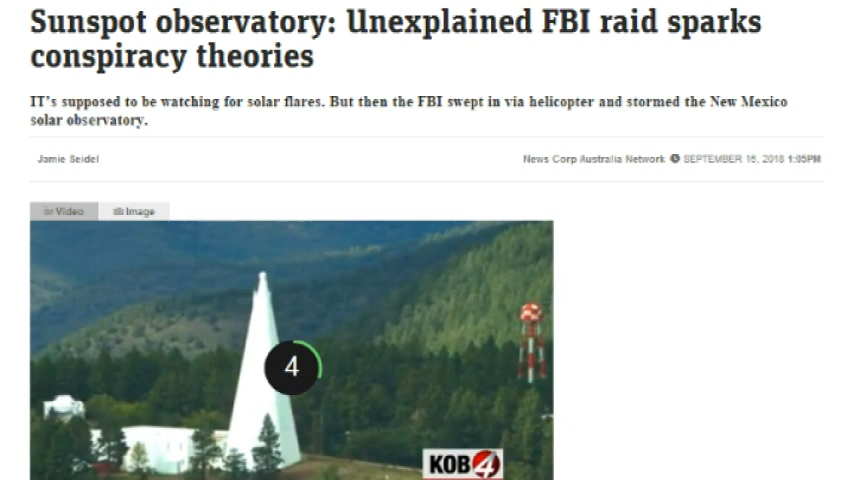 Sunspot observatory: Unexplained FBI raid sparks
conspiracy theories
IT's supposed to be watching for solar flares. But then the FBI swept in via helicopter and stormed the New Mexico
solar observatory.
Jamie Seidel
News Corp Australia Network SEPTEMBER 16, 2018 1:05PM
Video Image
4
KOB 4